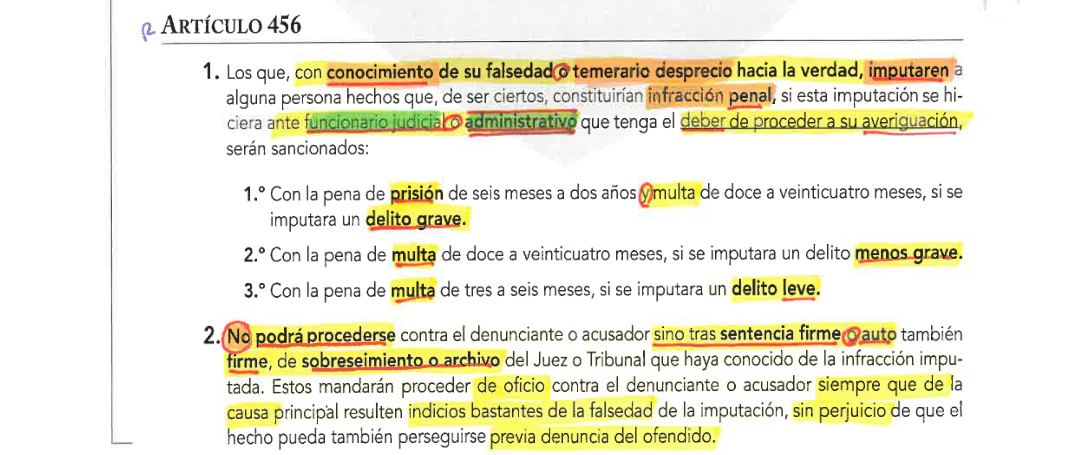 ARTÍCULO 456
1. Los que, con conocimiento de su falsedad o temerario desprecio hacia la verdad, imputaren a
alguna persona hechos que, de ser ciertos, constituirían infracción penal, si esta imputación se hi-
ciera ante funcionario judicial o administrativo que tenga el deber de proceder a su averiguación,
serán sancionados:
1.º Con la pena de prisión de seis meses a dos años y multa de doce a veinticuatro meses, si se
imputara un delito grave.
2.º Con la pena de multa de doce a veinticuatro meses, si se imputara un delito menos grave.
3.º Con la pena de multa de tres a seis meses, si se imputara un delito leve.
2. No podrá procederse contra el denunciante o acusador sino tras sentencia firme o auto también
firme, de sobreseimiento o archivo del Juez o Tribunal que haya conocido de la infracción impu-
tada. Estos mandarán proceder de oficio contra el denunciante o acusador siempre que de la
causa principal resulten indicios bastantes de la falsedad de la imputación, sin perjuicio de que el
hecho pueda también perseguirse previa denuncia del ofendido.